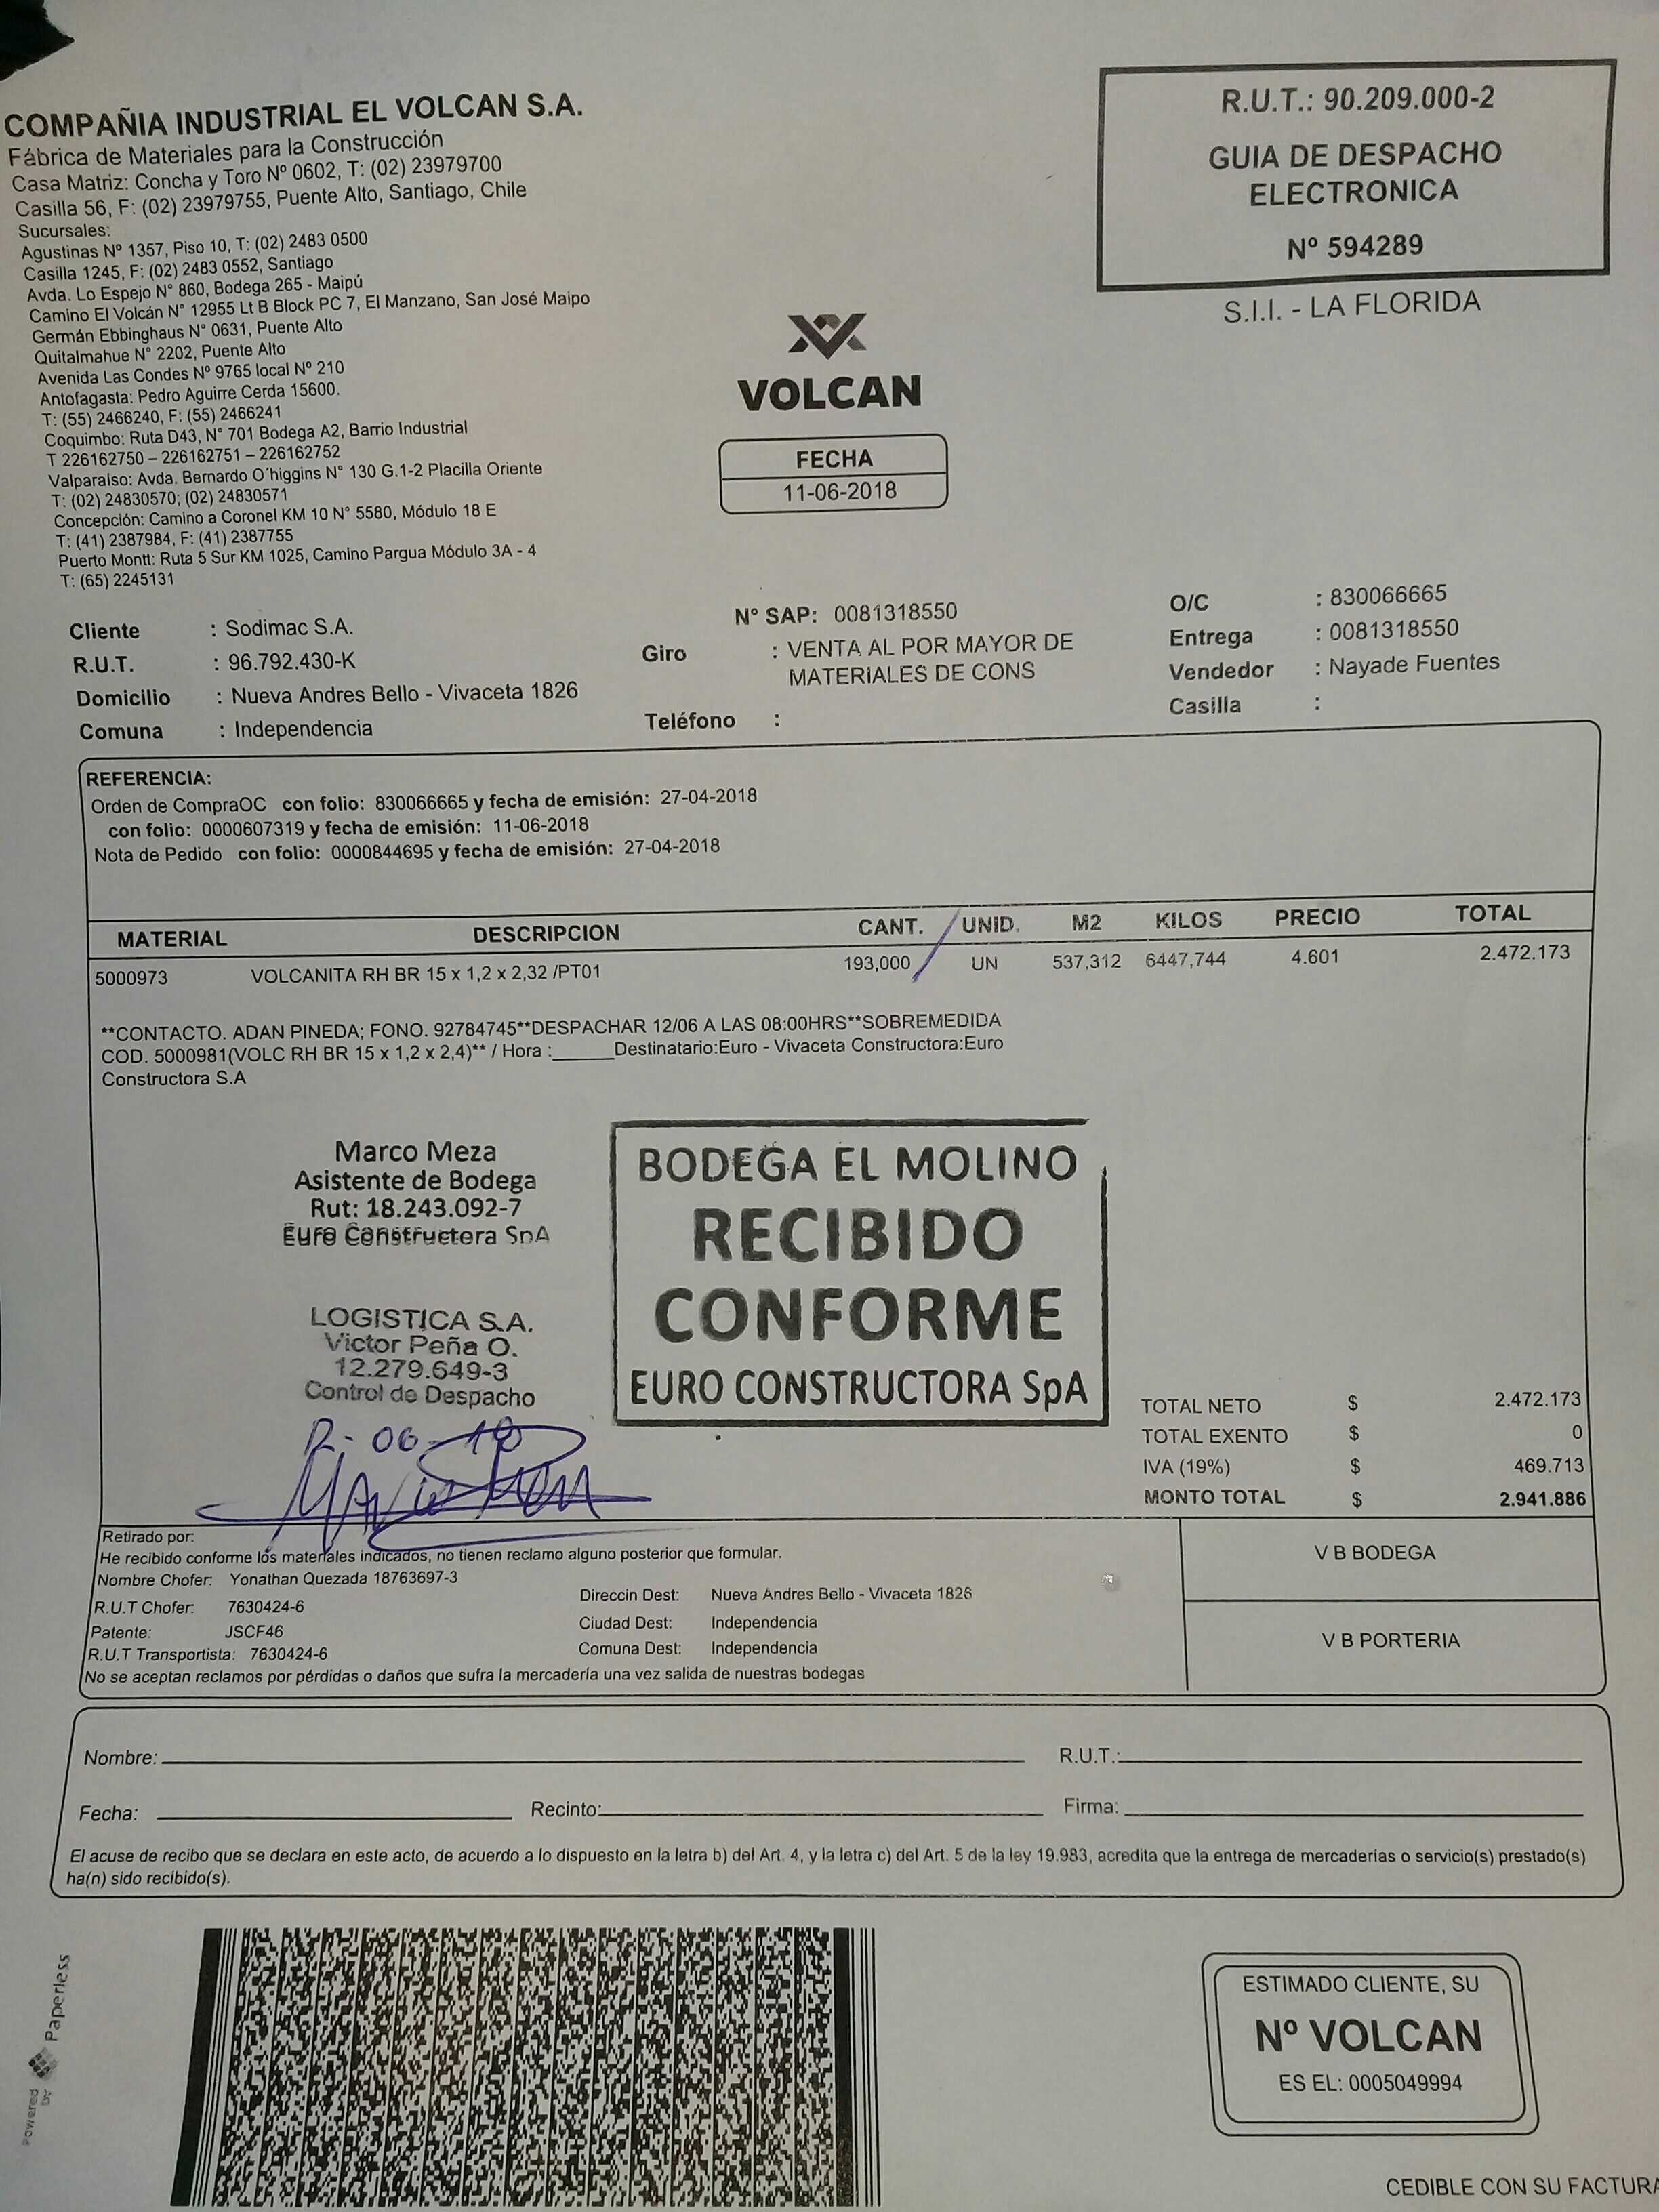 COMPAÑIA INDUSTRIAL EL VOLCAN S.A.
Fábrica de Materiales para la Construcción
Casa Matriz: Concha y Toro Nº 0602, T: (02) 23979700
Casilla 56, F: (02) 23979755, Puente Alto, Santiago, Chile
Sucursales:
Agustinas Nº 1357, Piso 10, T: (02) 2483 0500
Casilla 1245, F: (02) 2483 0552, Santiago
Avda. Lo Espejo N° 860, Bodega 265 - Maipú
Camino El Volcán N° 12955 Lt B Block PC 7, El Manzano, San José Maipo
Germán Ebbinghaus N° 0631, Puente Alto
Quitalmahue N° 2202, Puente Alto
Avenida Las Condes Nº 9765 local Nº 210
Antofagasta: Pedro Aguirre Cerda 15600.
T: (55) 2466240, F: (55) 2466241
Coquimbo: Ruta D43, N° 701 Bodega A2, Barrio Industrial
T 226162750 – 226162751 – 226162752
Valparaíso: Avda. Bernardo O´higgins N° 130 G.1-2 Placilla Oriente
T: (02) 24830570; (02) 24830571
Concepción: Camino a Coronel KM 10 N° 5580, Módulo 18 E
T: (41) 2387984, F: (41) 2387755
Puerto Montt: Ruta 5 Sur KM 1025, Camino Pargua Módulo 3A - 4
T: (65) 2245131
R.U.T.: 90.209.000-2
GUIA DE DESPACHO
ELECTRONICA
Nº 594289
S.I.I. - LA FLORIDA
VOLCAN
FECHA
11-06-2018
Cliente : Sodimac S.A.
R.U.T. : 96.792.430-K
Domicilio : Nueva Andres Bello - Vivaceta 1826
Comuna : Independencia
Nº SAP: 0081318550
Giro : VENTA AL POR MAYOR DE
MATERIALES DE CONS
Teléfono :
O/C : 830066665
Entrega : 0081318550
Vendedor : Nayade Fuentes
Casilla :
REFERENCIA:
Orden de CompraOC con folio: 830066665 y fecha de emisión: 27-04-2018
con folio: 0000607319 y fecha de emisión: 11-06-2018
Nota de Pedido con folio: 0000844695 y fecha de emisión: 27-04-2018
MATERIAL DESCRIPCION CANT. UNID. M2 KILOS PRECIO TOTAL
5000973 VOLCANITA RH BR 15 x 1,2 x 2,32 /PT01 193,000 UN 537,312 6447,744 4.601 2.472.173
**CONTACTO. ADAN PINEDA; FONO. 92784745**DESPACHAR 12/06 A LAS 08:00HRS**SOBREMEDIDA
COD. 5000981(VOLC RH BR 15 x 1,2 x 2,4)** / Hora :______Destinatario:Euro - Vivaceta Constructora:Euro
Constructora S.A
Marco Meza
Asistente de Bodega
Rut: 18.243.092-7
Euro Constructora SpA
LOGISTICA S.A.
Victor Peña O.
12.279.649-3
Control de Despacho
BODEGA EL MOLINO
RECIBIDO
CONFORME
EURO CONSTRUCTORA SpA
TOTAL NETO $ 2.472.173
TOTAL EXENTO $ 0
IVA (19%) $ 469.713
MONTO TOTAL $ 2.941.886
Retirado por:
He recibido conforme los materiales indicados, no tienen reclamo alguno posterior que formular.
Nombre Chofer: Yonathan Quezada 18763697-3
R.U.T Chofer: 7630424-6
Patente: JSCF46
R.U.T Transportista: 7630424-6
Direccin Dest: Nueva Andres Bello - Vivaceta 1826
Ciudad Dest: Independencia
Comuna Dest: Independencia
No se aceptan reclamos por pérdidas o daños que sufra la mercadería una vez salida de nuestras bodegas
V B BODEGA
V B PORTERIA
Nombre: R.U.T.:
Fecha: Recinto: Firma:
El acuse de recibo que se declara en este acto, de acuerdo a lo dispuesto en la letra b) del Art. 4, y la letra c) del Art. 5 de la ley 19.983, acredita que la entrega de mercaderías o servicio(s) prestado(s)
ha(n) sido recibido(s).
Powered by Paperless
ESTIMADO CLIENTE, SU
Nº VOLCAN
ES EL: 0005049994
CEDIBLE CON SU FACTURA